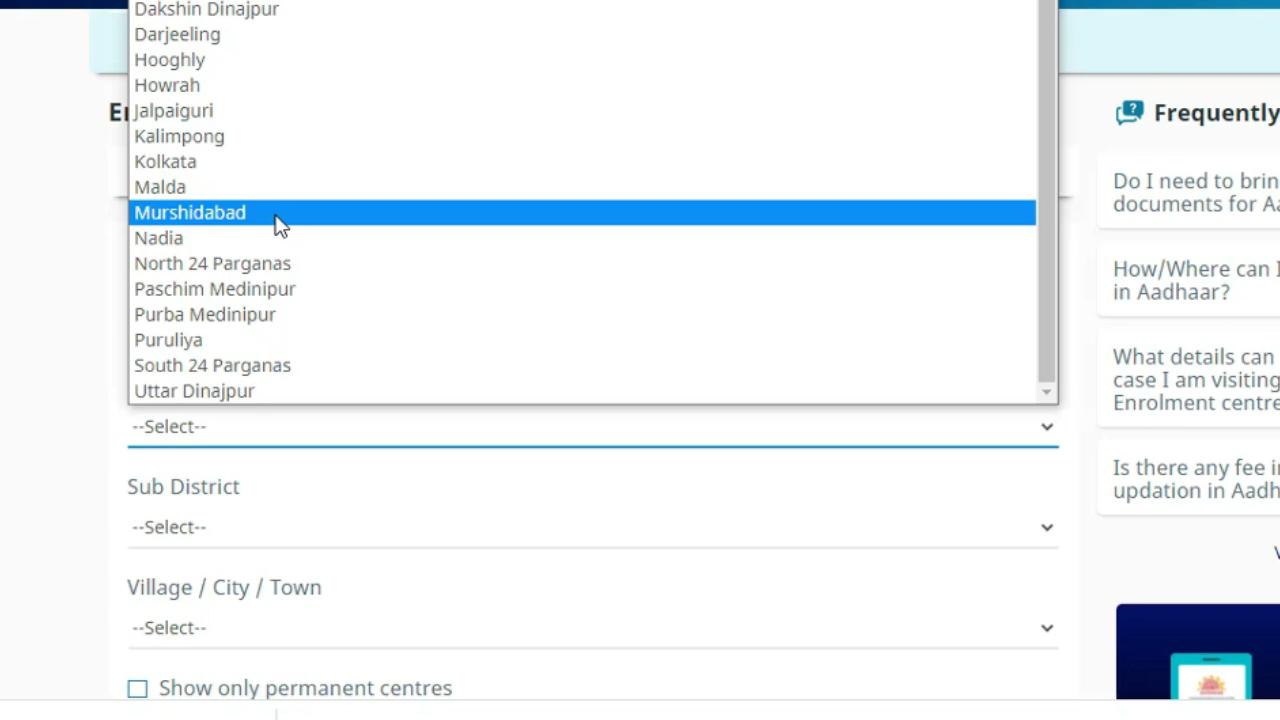 Dakshin Dinajpur
Darjeeling
Hooghly
Howrah
Jalpaiguri
Kalimpong
Kolkata
Malda
Murshidabad
Nadia
North 24 Parganas
Paschim Medinipur
Purba Medinipur
Puruliya
South 24 Parganas
Uttar Dinajpur
--Select--
Sub District
--Select--
Village / City / Town
--Select--
Show only permanent centres
Frequently
Do I need to brin
documents for Aa
How/Where can I
in Aadhaar?
What details can
case I am visiting
Enrolment centre
Is there any fee in
updation in Aadh